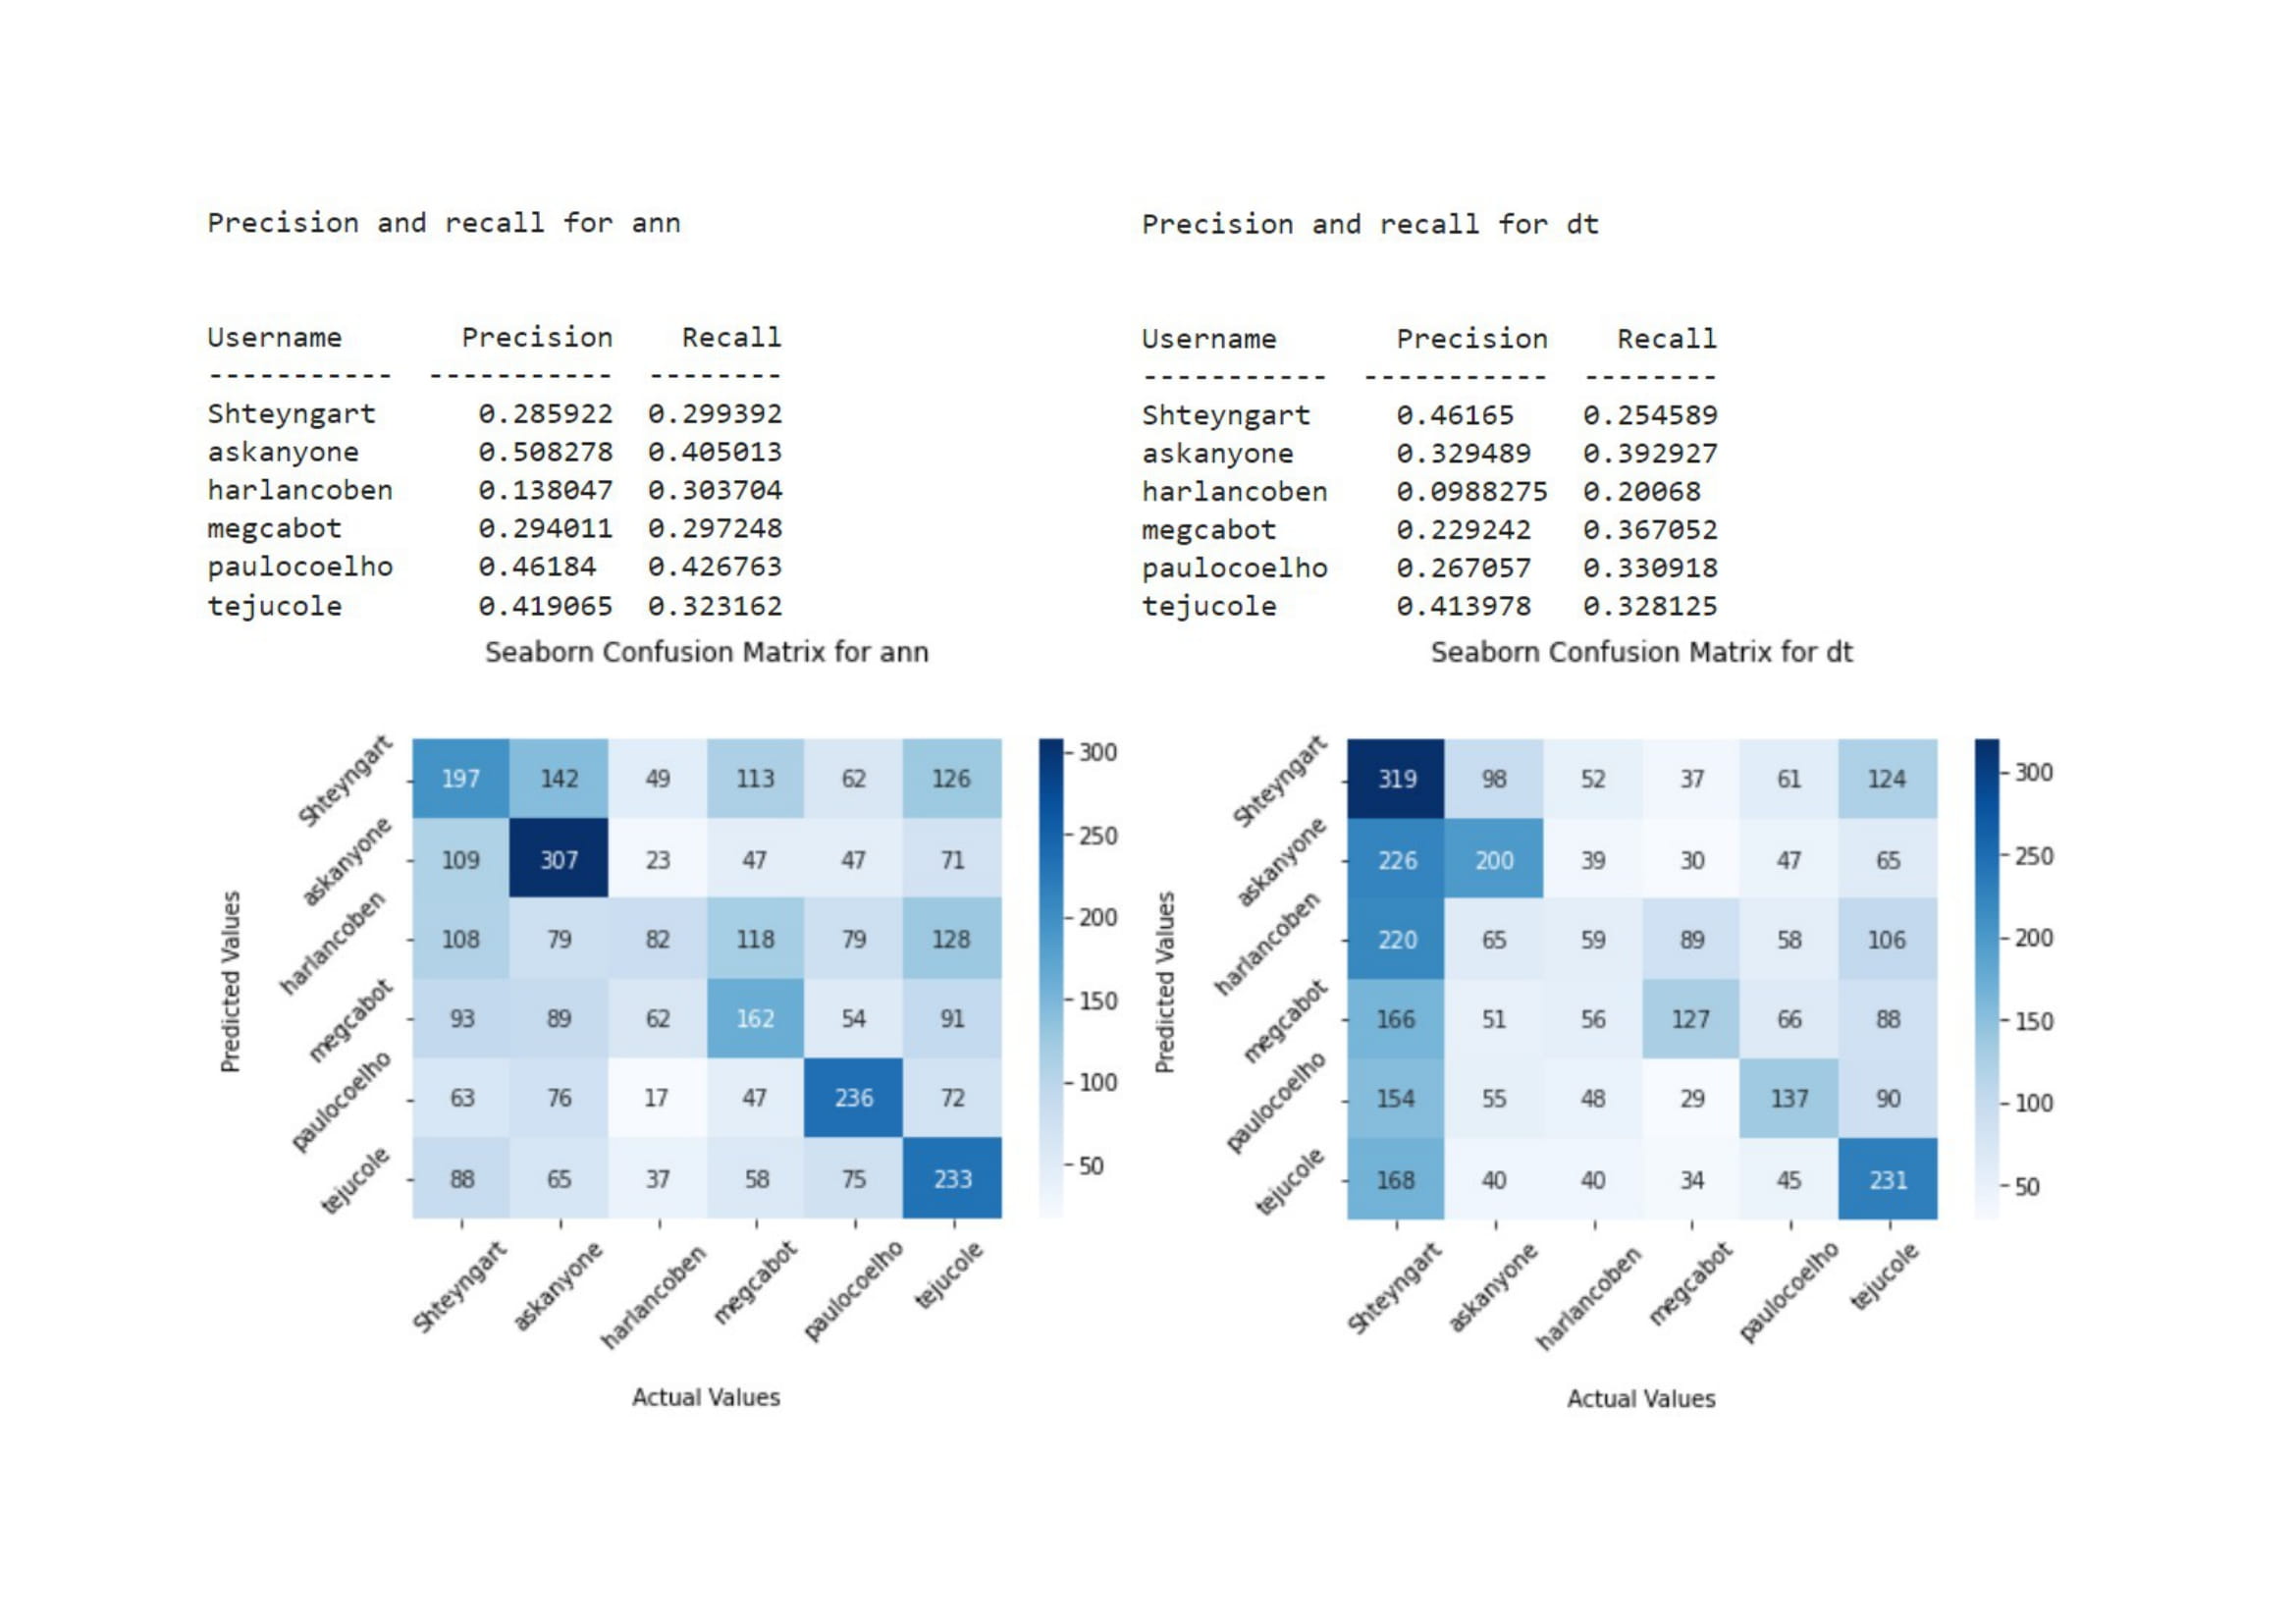 Precision and recall for ann
Username Precision Recall
----------- ----------- --------
Shteyngart 0.285922 0.299392
askanyone 0.508278 0.405013
harlancoben 0.138047 0.303704
megcabot 0.294011 0.297248
paulocoelho 0.46184 0.426763
tejucole 0.419065 0.323162
Seaborn Confusion Matrix for ann
Predicted Values
Shteyngart 197 142 49 113 62 126
askanyone 109 307 23 47 47 71
harlancoben 108 79 82 118 79 128
megcabot 93 89 62 162 54 91
paulocoelho 63 76 17 47 236 72
tejucole 88 65 37 58 75 233
Shteyngart askanyone harlancoben megcabot paulocoelho tejucole
Actual Values
300
250
200
150
100
50
Precision and recall for dt
Username Precision Recall
----------- ----------- --------
Shteyngart 0.46165 0.254589
askanyone 0.329489 0.392927
harlancoben 0.0988275 0.20068
megcabot 0.229242 0.367052
paulocoelho 0.267057 0.330918
tejucole 0.413978 0.328125
Seaborn Confusion Matrix for dt
Predicted Values
Shteyngart 319 98 52 37 61 124
askanyone 226 200 39 30 47 65
harlancoben 220 65 59 89 58 106
megcabot 166 51 56 127 66 88
paulocoelho 154 55 48 29 137 90
tejucole 168 40 40 34 45 231
Shteyngart askanyone harlancoben megcabot paulocoelho tejucole
Actual Values
300
250
200
150
100
50